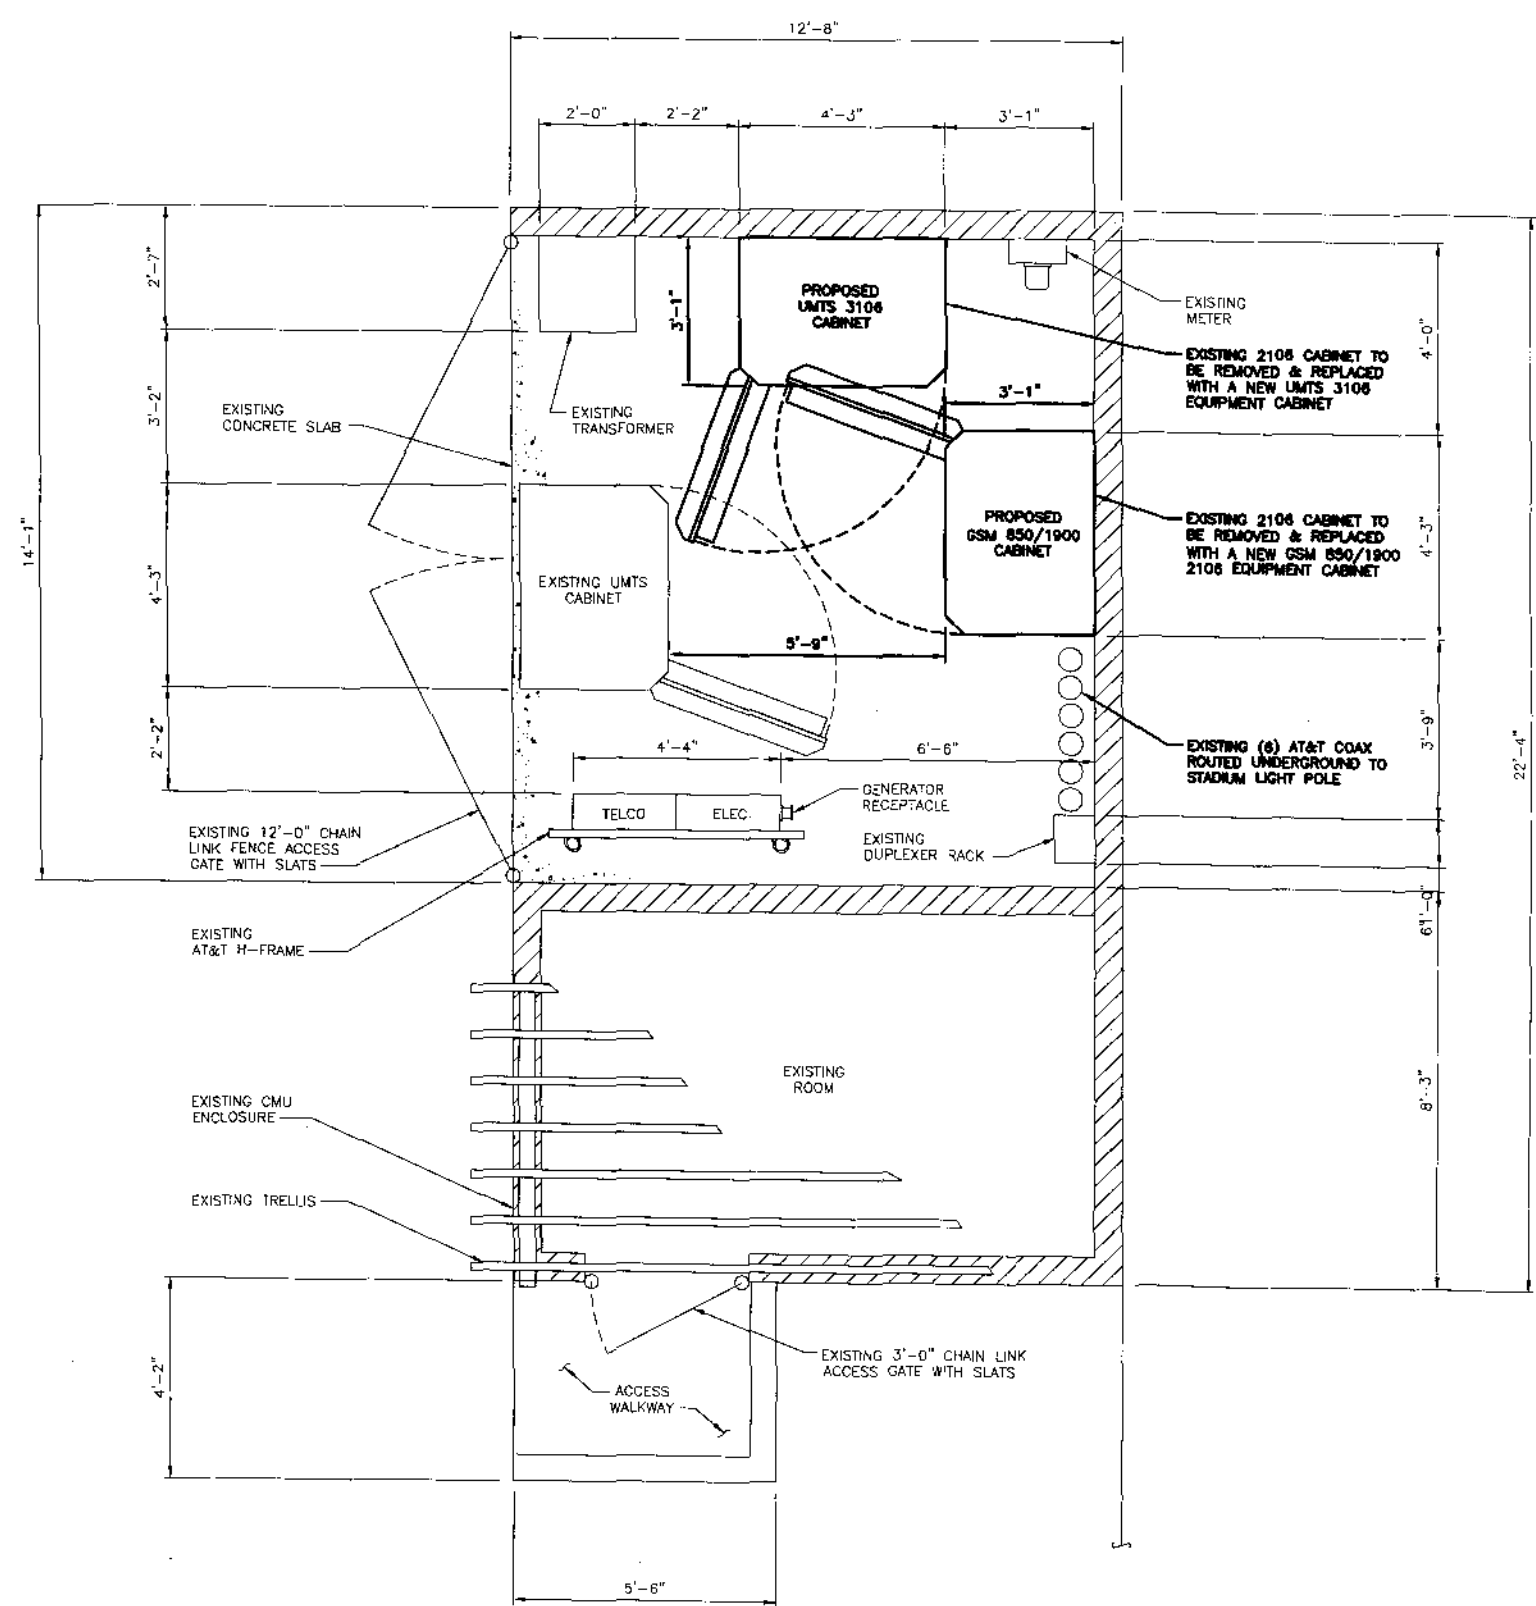 12'-8"
2'-0"
2'-2"
4'-3"
3'-1"
2'-7"
3'-1"
PROPOSED
UMTS 3106
CABINET
EXISTING
METER
4'-0"
EXISTING 2106 CABINET TO
BE REMOVED & REPLACED
WITH A NEW UMTS 3106
EQUIPMENT CABINET
3'-1"
3'-2"
EXISTING
CONCRETE SLAB
EXISTING
TRANSFORMER
14'-1"
PROPOSED
GSM 850/1900
CABINET
EXISTING 2106 CABINET TO
BE REMOVED & REPLACED
WITH A NEW GSM 850/1900
2106 EQUIPMENT CABINET
4'-3"
4'-3"
EXISTING UMTS
CABINET
5'-9"
2'-2"
4'-4"
6'-6"
3'-9"
EXISTING (6) AT&T COAX
ROUTED UNDERGROUND TO
STADIUM LIGHT POLE
22'-4"
GENERATOR
RECEPTACLE
TELCO
ELEC.
EXISTING 12'-0" CHAIN
LINK FENCE ACCESS
GATE WITH SLATS
EXISTING
DUPLEXER RACK
EXISTING
AT&T H-FRAME
EXISTING
ROOM
8'-3"
EXISTING CMU
ENCLOSURE
EXISTING TRELLIS
EXISTING 3'-0" CHAIN LINK
ACCESS GATE WITH SLATS
4'-2"
ACCESS
WALKWAY
5'-6"